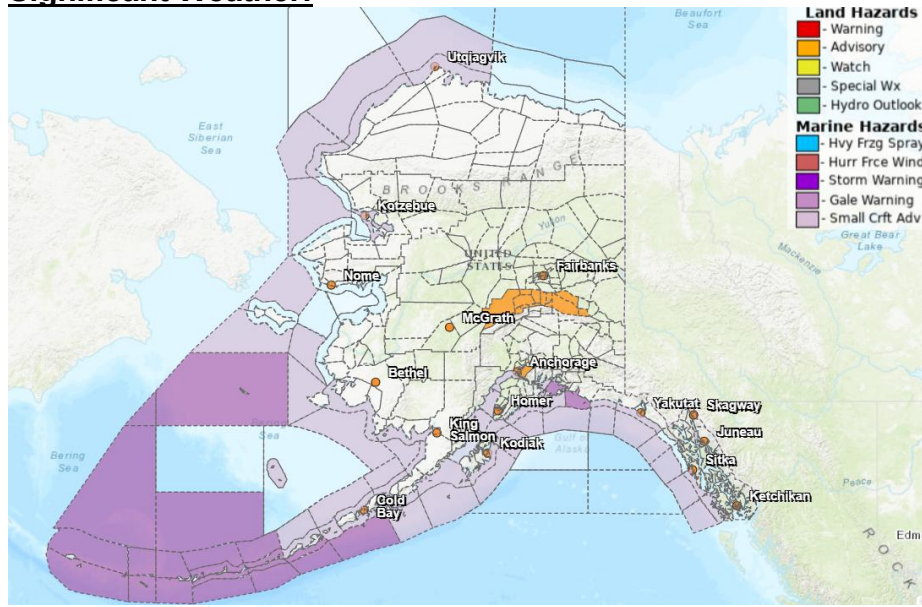 Significant Weather:
Land Hazards
- Warning
- Advisory
- Watch
- Special Wx
- Hydro Outlook
Marine Hazards
- Hvy Frzg Spray
- Hurr Frce Wind
- Storm Warning
- Gale Warning
- Small Crft Adv
Beaufort
Sea
Utqiagvik
East
Siberian
Sea
BROOKS RANGE
Kotzebue
Yukon
UNITED
STATES
Great Bear
Lake
Mackenzie
Nome
Fairbanks
McGrath
Bethel
Anchorage
Homer
Yakutat
Skagway
King
Salmon
Kodiak
Juneau
Gulf of
Alaska
Bering
Sea
Sea
Sitka
Peace
Cold
Bay
Ketchikan
Edm
ROCK